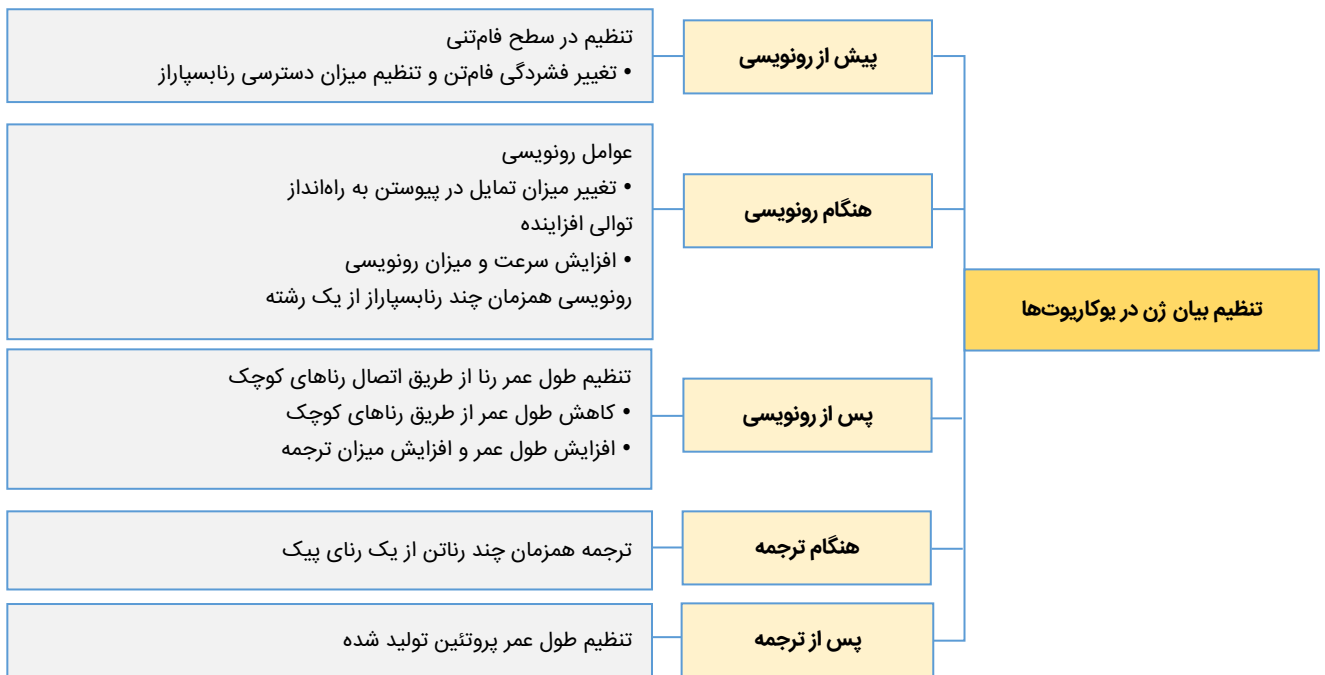 تنظیم بیان ژن در یوکاریوت‌ها
پیش از رونویسی
تنظیم در سطح فام‌تنی
• تغییر فشردگی فام‌تن و تنظیم میزان دسترسی رنابسپاراز
هنگام رونویسی
عوامل رونویسی
• تغییر میزان تمایل در پیوستن به راه‌انداز
توالی افزاینده
• افزایش سرعت و میزان رونویسی
رونویسی همزمان چند رنابسپاراز از یک رشته
پس از رونویسی
تنظیم طول عمر رنا از طریق اتصال رناهای کوچک
• کاهش طول عمر از طریق رناهای کوچک
• افزایش طول عمر و افزایش میزان ترجمه
هنگام ترجمه
ترجمه همزمان چند رناتن از یک رنای پیک
پس از ترجمه
تنظیم طول عمر پروتئین تولید شده